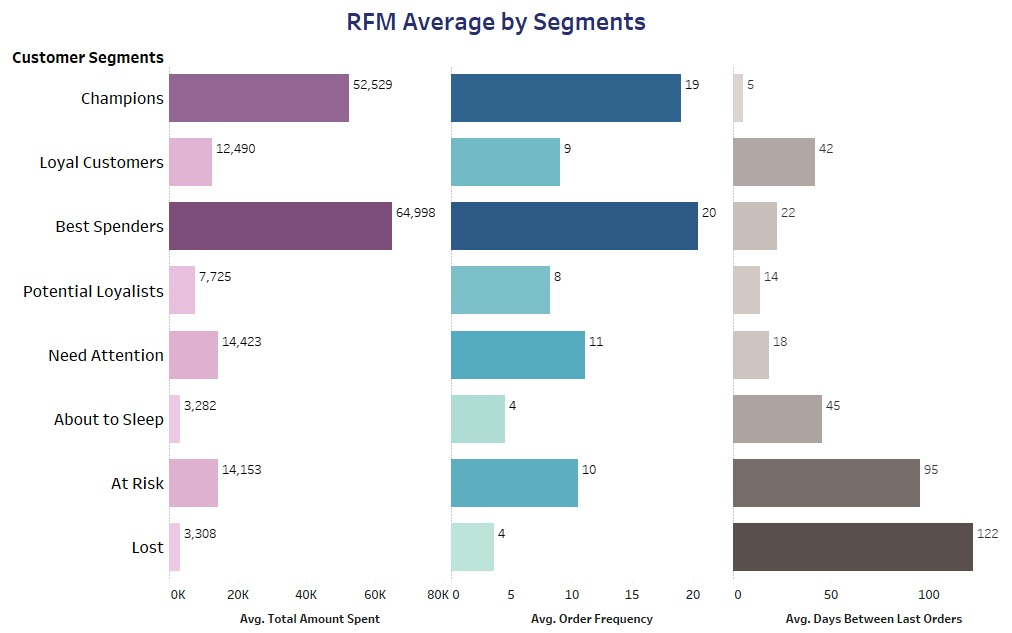 RFM Average by Segments
Customer Segments
Champions 52,529 19 5
Loyal Customers 12,490 9 42
Best Spenders 64,998 20 22
Potential Loyalists 7,725 8 14
Need Attention 14,423 11 18
About to Sleep 3,282 4 45
At Risk 14,153 10 95
Lost 3,308 4 122
0K 20K 40K 60K 80K 0 5 10 15 20 0 50 100
Avg. Total Amount Spent Avg. Order Frequency Avg. Days Between Last Orders